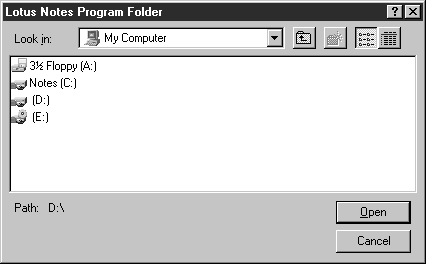 Lotus Notes Program Folder
Look in: My Computer
3½ Floppy (A:)
Notes (C:)
(D:)
(E:)
Path: D:\
Open
Cancel